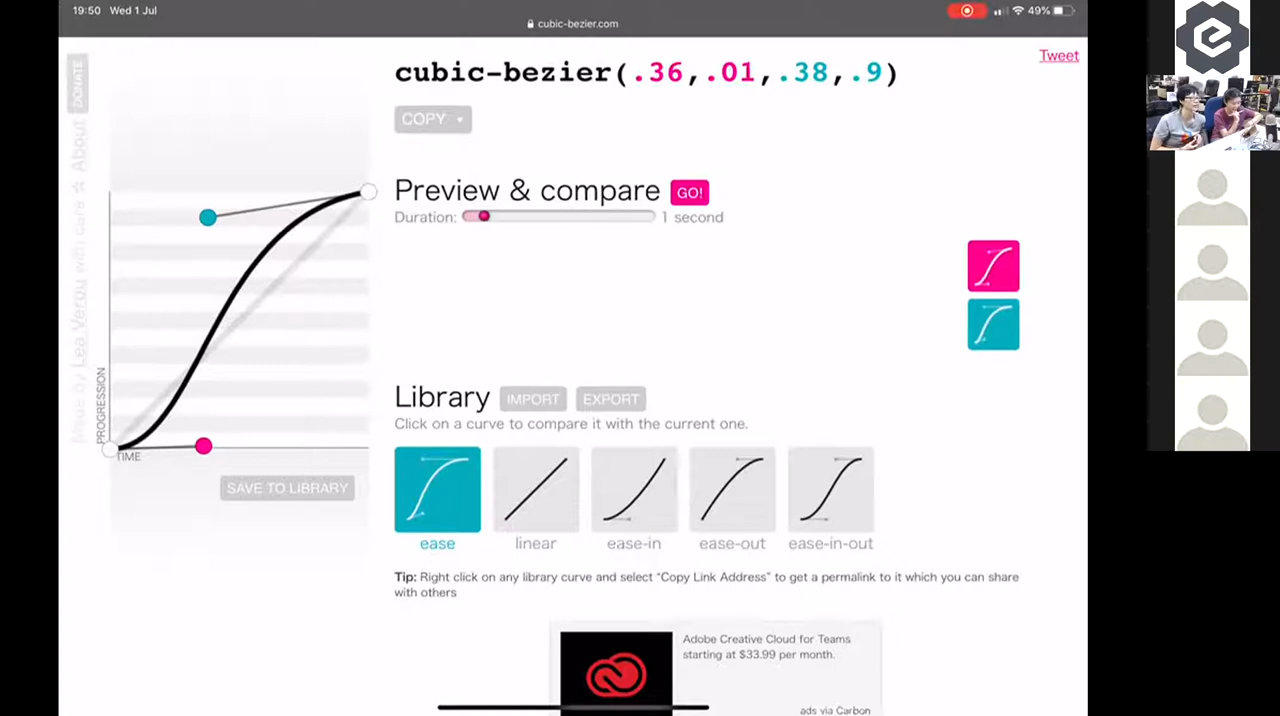 19:50 Wed 1 Jul
49%
cubic-bezier.com
Tweet
cubic-bezier(.36,.01,.38,.9)
COPY
DONATE
Made by Lea Verou with care ☆ About
Preview & compare GO!
Duration: 1 second
PROGRESSION
TIME
SAVE TO LIBRARY
Library IMPORT EXPORT
Click on a curve to compare it with the current one.
ease linear ease-in ease-out ease-in-out
Tip: Right click on any library curve and select “Copy Link Address” to get a permalink to it which you can share
with others
Adobe Creative Cloud for Teams
starting at $33.99 per month.
ads via Carbon